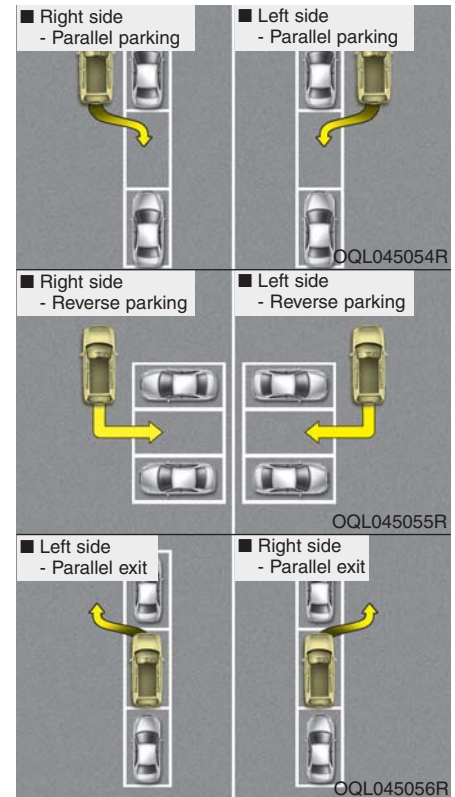 ■ Right side
- Parallel parking
■ Left side
- Parallel parking
OQL045054R
■ Right side
- Reverse parking
■ Left side
- Reverse parking
OQL045055R
■ Left side
- Parallel exit
■ Right side
- Parallel exit
OQL045056R